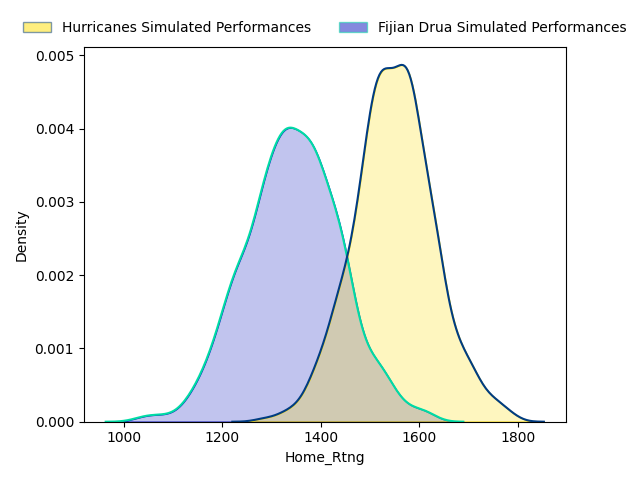 Hurricanes Simulated Performances Fijian Drua Simulated Performances
0.005
0.004
0.003
0.002
0.001
0.000
Density
1000 1200 1400 1600 1800
Home_Rtng